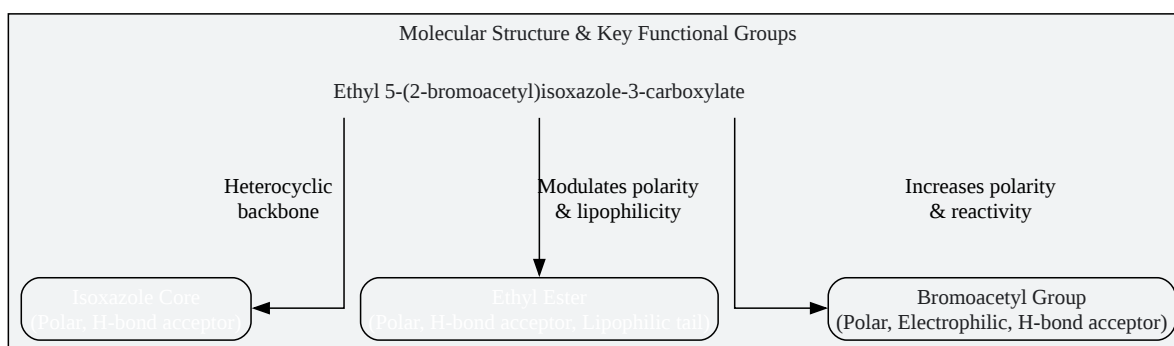 Molecular Structure & Key Functional Groups
Ethyl 5-(2-bromoacetyl)isoxazole-3-carboxylate
Heterocyclic
backbone
Modulates polarity
& lipophilicity
Increases polarity
& reactivity
Isoxazole Core
(Polar, H-bond acceptor)
Ethyl Ester
(Polar, H-bond acceptor, Lipophilic tail)
Bromoacetyl Group
(Polar, Electrophilic, H-bond acceptor)